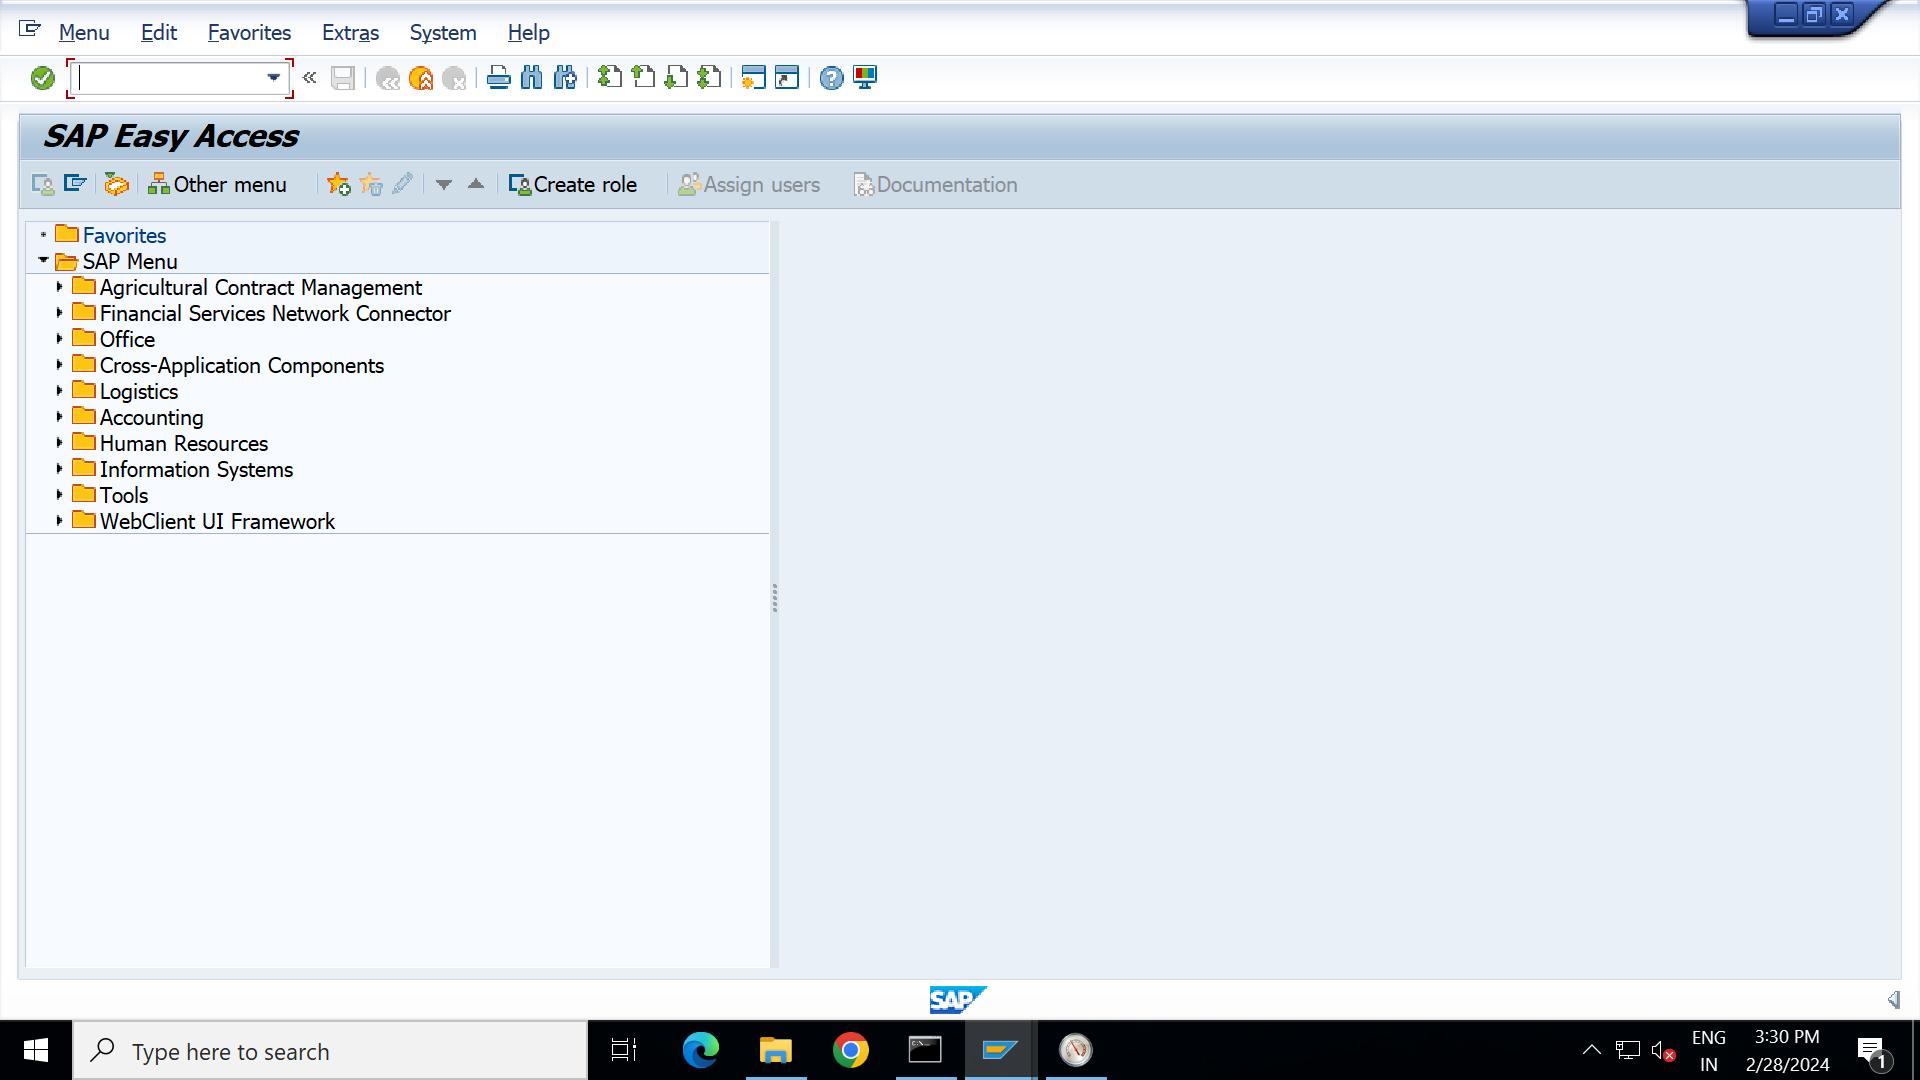 Menu Edit Favorites Extras System Help
SAP Easy Access
Other menu Create role Assign users Documentation
Favorites
SAP Menu
Agricultural Contract Management
Financial Services Network Connector
Office
Cross-Application Components
Logistics
Accounting
Human Resources
Information Systems
Tools
WebClient UI Framework
SAP
Type here to search
ENG 3:30 PM
IN 2/28/2024 1